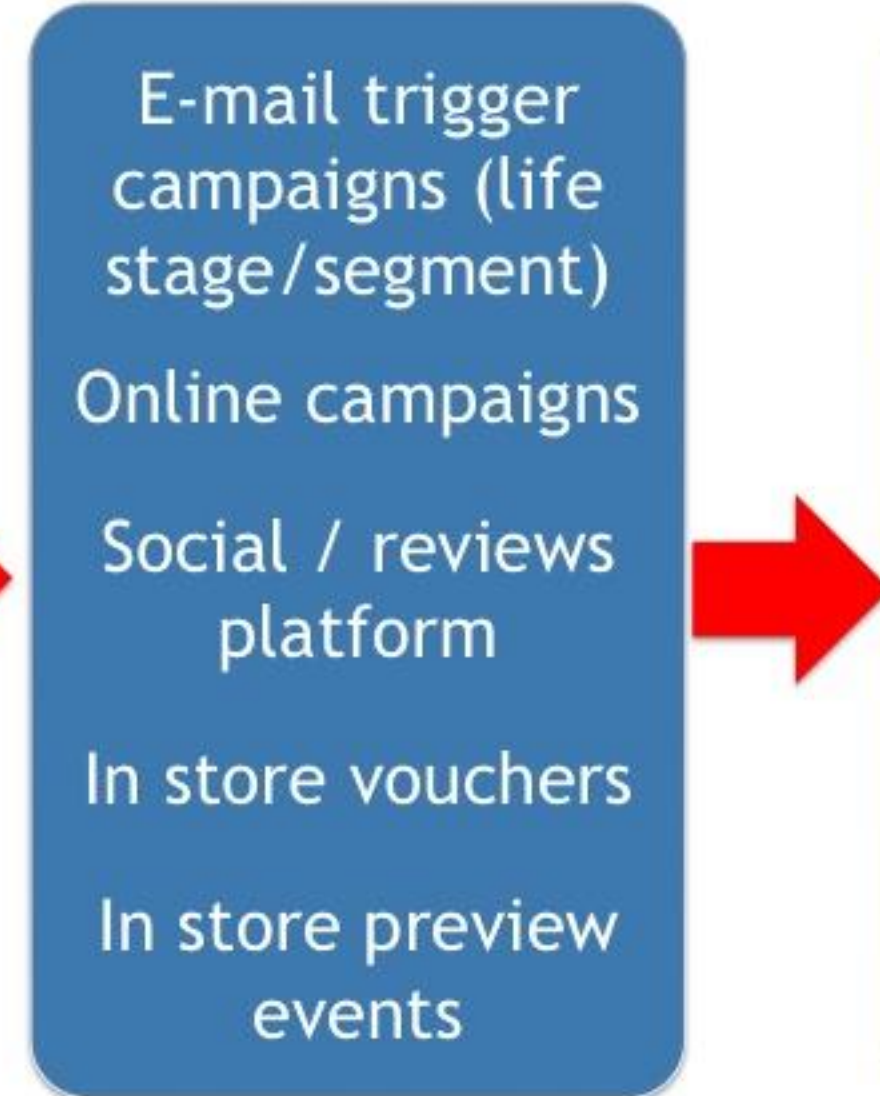 E-mail trigger
campaigns (life
stage/segment)
Online campaigns
Social / reviews
platform
In store vouchers
In store preview
events